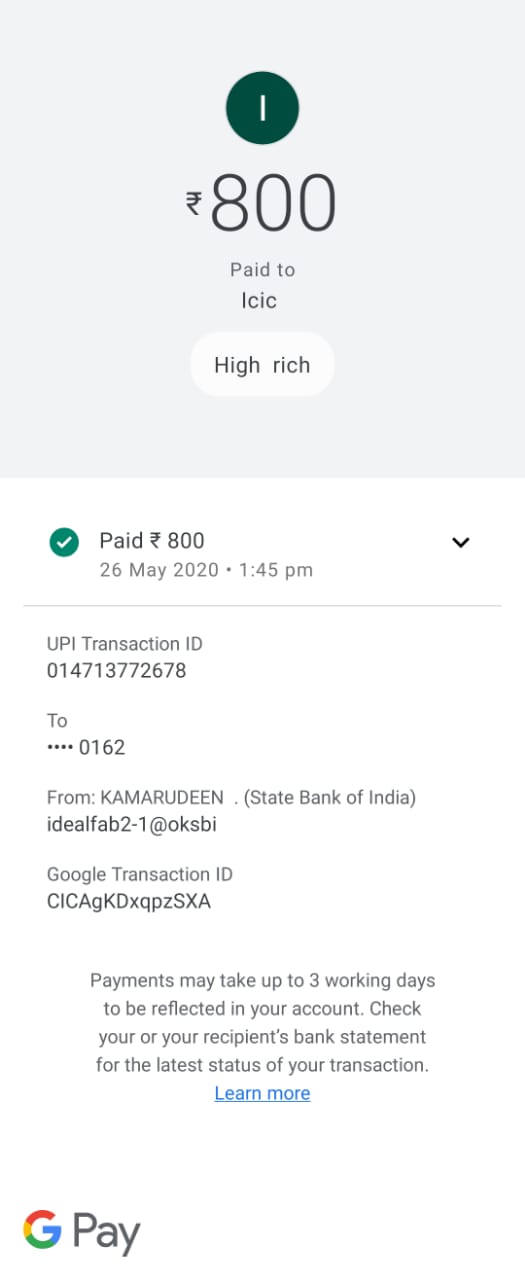 I
₹800
Paid to
Icic
High rich
Paid ₹ 800
26 May 2020 • 1:45 pm
UPI Transaction ID
014713772678
To
•••• 0162
From: KAMARUDEEN . (State Bank of India)
idealfab2-1@oksbi
Google Transaction ID
CICAgKDxqpzSXA
Payments may take up to 3 working days
to be reflected in your account. Check
your or your recipient's bank statement
for the latest status of your transaction.
Learn more
G Pay